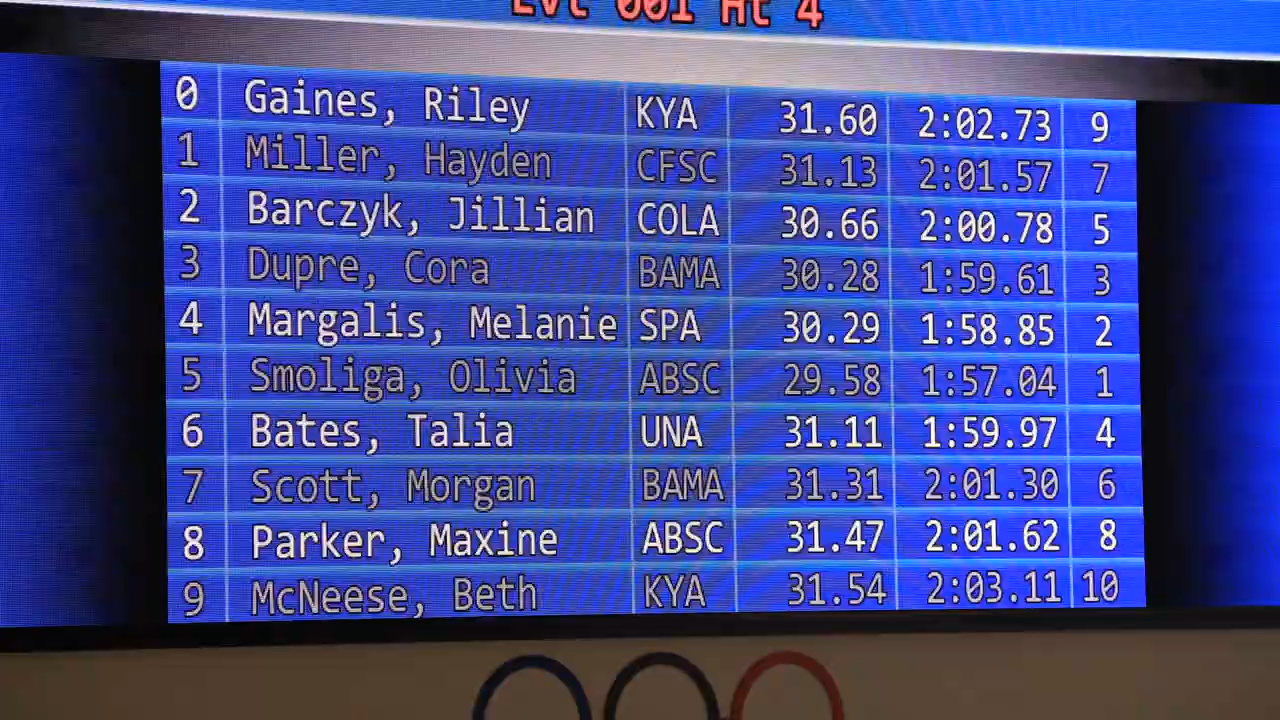 Evt 001 Ht 4
0 Gaines, Riley KYA 31.60 2:02.73 9
1 Miller, Hayden CFSC 31.13 2:01.57 7
2 Barczyk, Jillian COLA 30.66 2:00.78 5
3 Dupre, Cora BAMA 30.28 1:59.61 3
4 Margalis, Melanie SPA 30.29 1:58.85 2
5 Smoliga, Olivia ABSC 29.58 1:57.04 1
6 Bates, Talia UNA 31.11 1:59.97 4
7 Scott, Morgan BAMA 31.31 2:01.30 6
8 Parker, Maxine ABSC 31.47 2:01.62 8
9 McNeese, Beth KYA 31.54 2:03.11 10